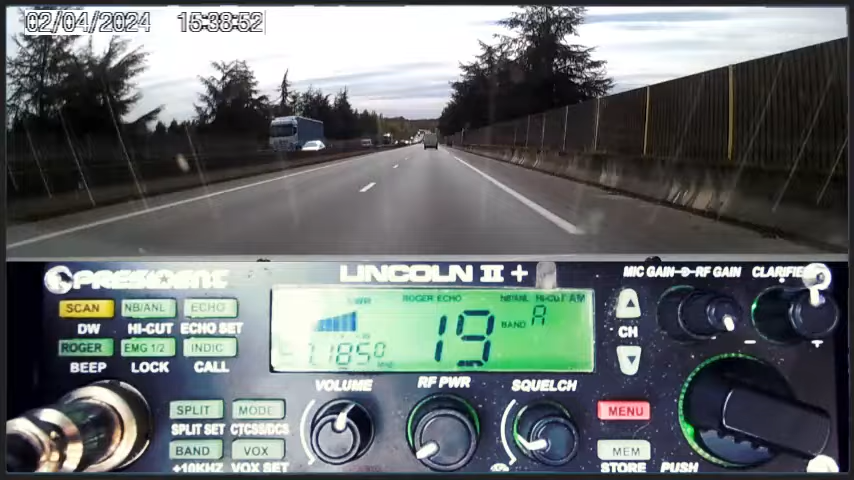 02/04/2024 15:38:52
PRESIDENT LINCOLN II + MIC GAIN RF GAIN CLARIFIER
SCAN NB/ANL ECHO
DW HI-CUT ECHO SET
ROGER EMG 1/2 INDIC
BEEP LOCK CALL
ROGER ECHO NB/ANL HI-CUT AM
19 BAND A
CH
VOLUME RF PWR SQUELCH
SPLIT MODE
SPLIT SET CTCSS/DCS
BAND VOX
+10KHZ VOX SET
MENU
MEM
STORE PUSH